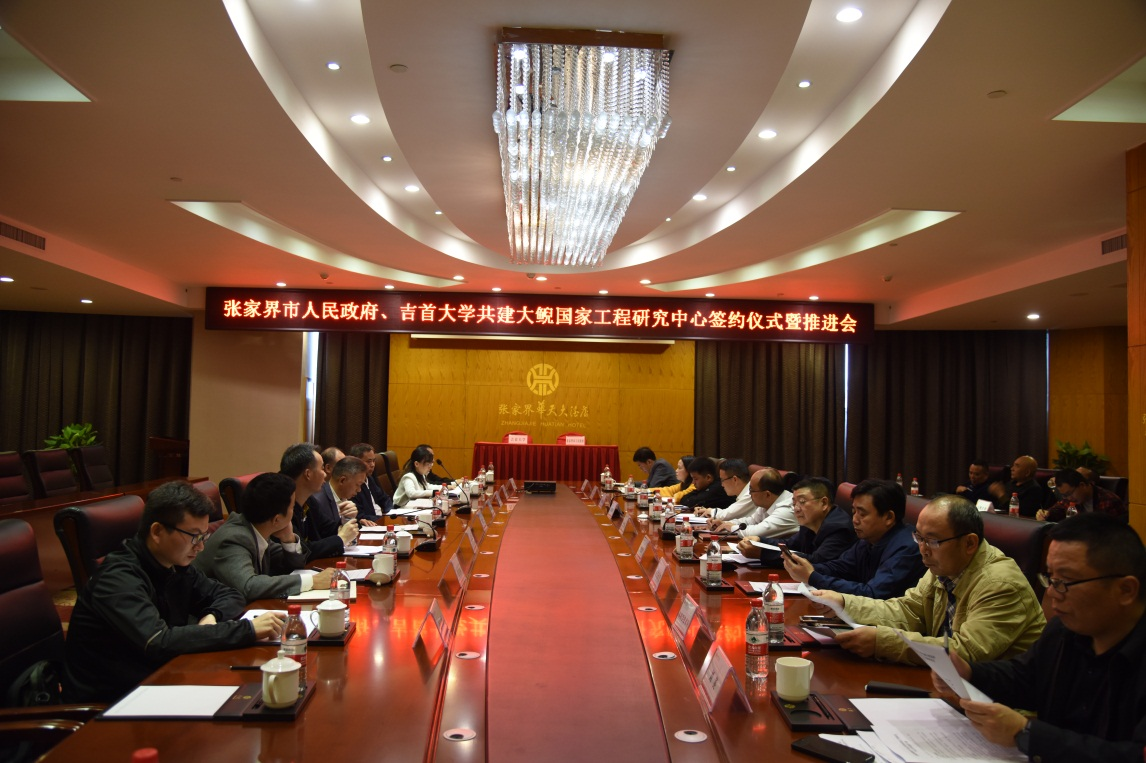 张家界市人民政府、吉首大学共建大鲵国家工程研究中心签约仪式暨推进会
张家界华天大酒店
ZHANGJIAJIE HUATIAN HOTEL